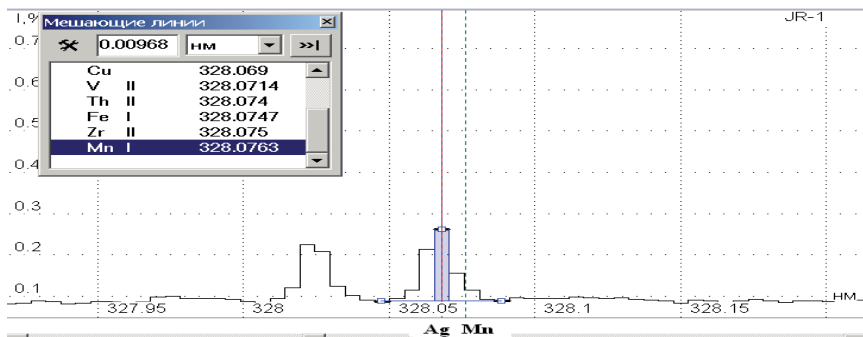 I,%
JR-1
Мешающие линии
0.00968 нм
Cu 328.069
V II 328.0714
Th II 328.074
Fe I 328.0747
Zr II 328.075
Mn I 328.0763
0.7
0.6
0.5
0.4
0.3
0.2
0.1
327.95 328 328.05 328.1 328.15 НМ
Ag Mn